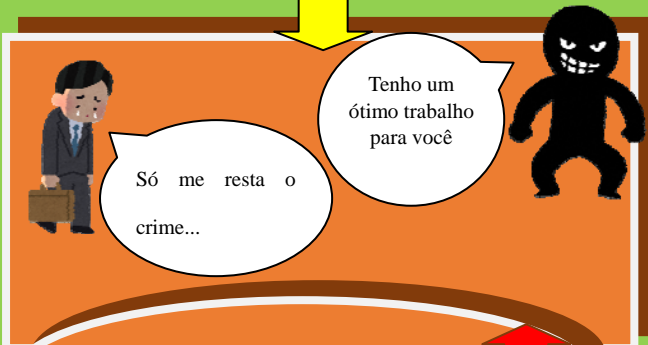 Tenho um
ótimo trabalho
para você
Só me resta o
crime...